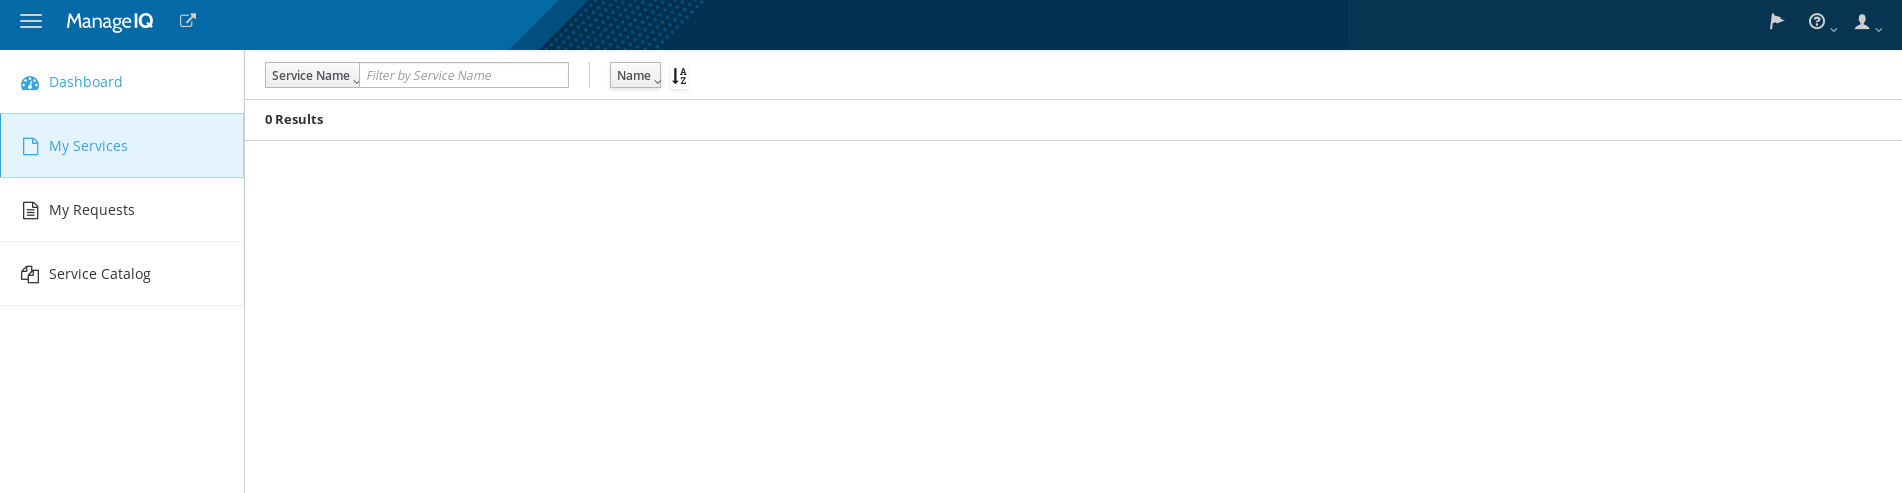 ManageIQ
Dashboard
My Services
My Requests
Service Catalog
Service Name Filter by Service Name Name
0 Results